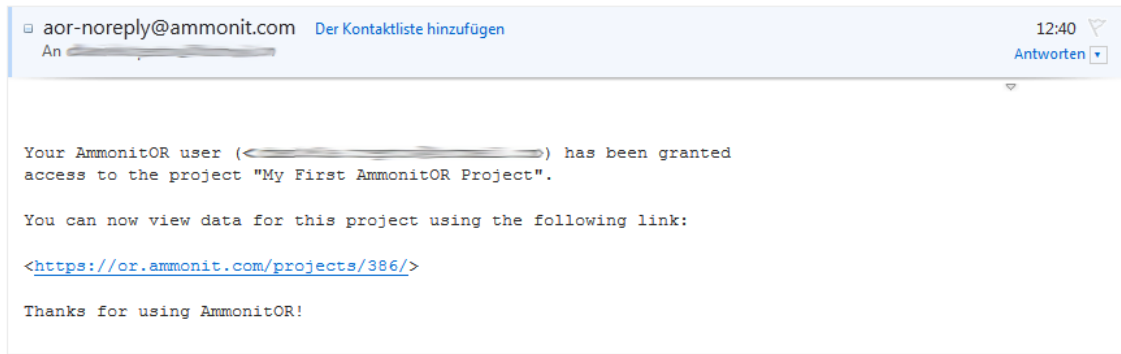 aor-noreply@ammonit.com Der Kontaktliste hinzufügen 12:40
An Antworten
Your AmmonitOR user (< >) has been granted
access to the project "My First AmmonitOR Project".
You can now view data for this project using the following link:
<https://or.ammonit.com/projects/386/>
Thanks for using AmmonitOR!